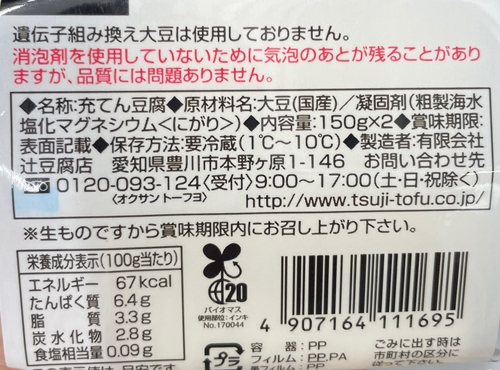 遺伝子組み換え大豆は使用しておりません。
消泡剤を使用していないために気泡のあとが残ることがあり
ますが、品質には問題ありません。
◆名称:充てん豆腐◆原材料名:大豆(国産)/凝固剤(粗製海水
塩化マグネシウム<にがり>)◆内容量:150g×2◆賞味期限:
表面記載◆保存方法:要冷蔵(1℃~10℃)◆製造者:有限会社
辻豆腐店 愛知県豊川市本野ヶ原1-146 お問い合わせ先
0120-093-124<受付>9:00~17:00(土・日・祝除く)
(オクサン トーフヨ) http://www.tsuji-tofu.co.jp/
※生ものですから賞味期限内にお召し上がり下さい。
栄養成分表示(100g当たり)
エネルギー 67kcal
たんぱく質 6.4g
脂質 3.3g
炭水化物 2.8g
食塩相当量 0.09g
20
バイオマス
使用部位:インキ
No.170044
4 907164 111695
プラ
容器:PP
フィルム:PP,PA
ごみに出す時は
市町村の区分に